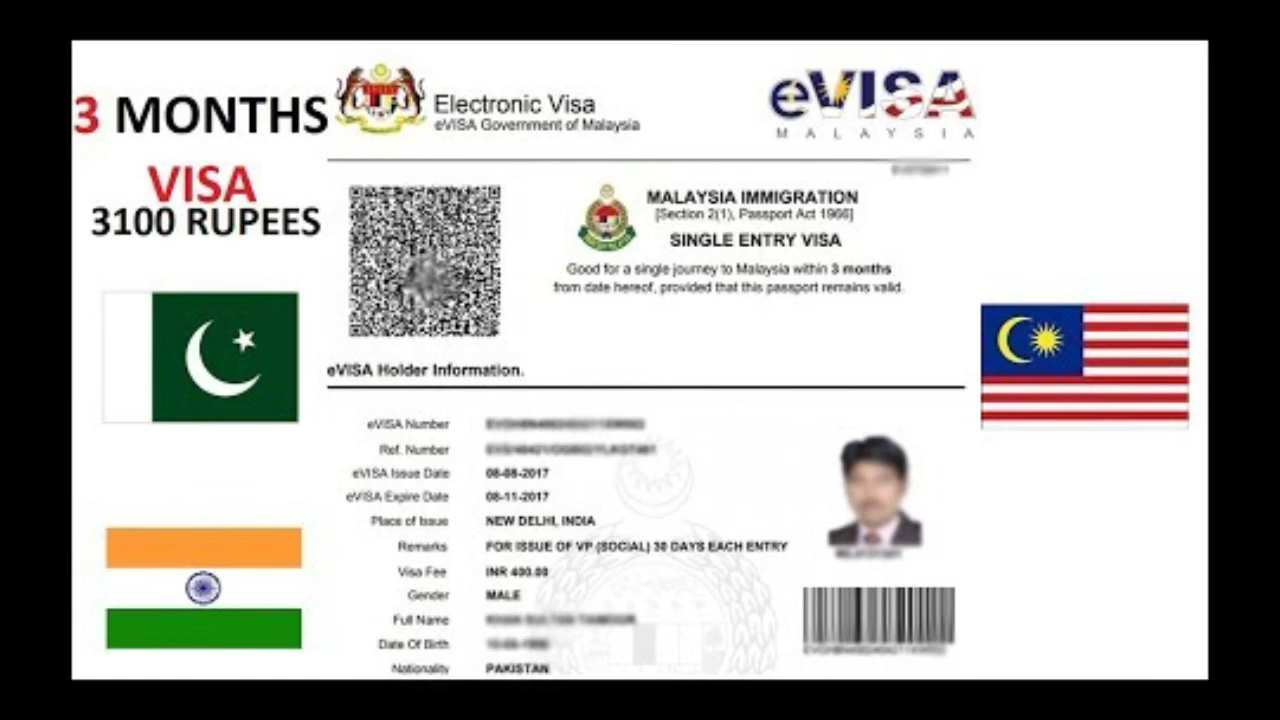 3 MONTHS
VISA
3100 RUPEES
Electronic Visa
eVISA Government of Malaysia
eVISA
MALAYSIA
MALAYSIA IMMIGRATION
[Section 2(1), Passport Act 1966]
SINGLE ENTRY VISA
Good for a single journey to Malaysia within 3 months
from date hereof, provided that this passport remains valid.
eVISA Holder Information.
eVISA Number
Ref. Number
eVISA Issue Date 08-08-2017
eVISA Expire Date 08-11-2017
Place of Issue NEW DELHI, INDIA
Remarks FOR ISSUE OF VP (SOCIAL) 30 DAYS EACH ENTRY
Visa Fee INR 400.00
Gender MALE
Full Name
Date Of Birth
Nationality PAKISTAN